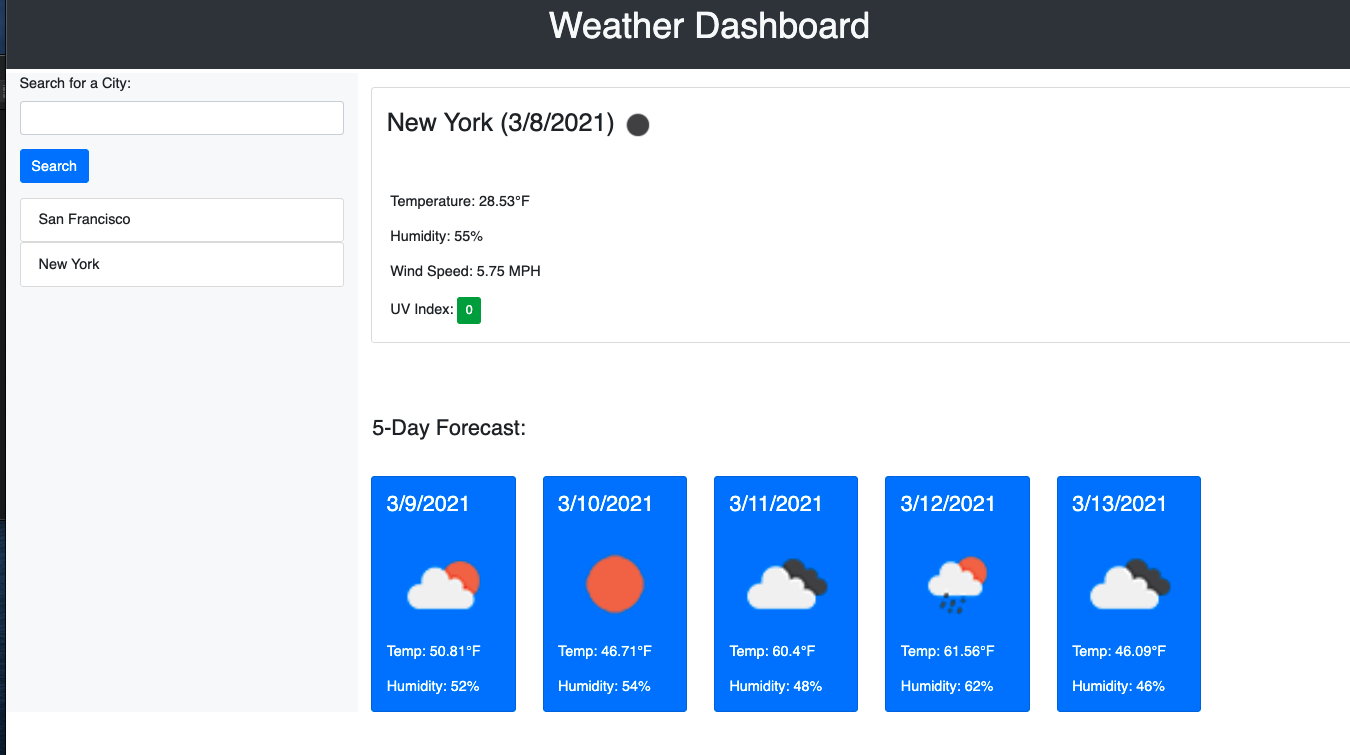 Weather Dashboard
Search for a City:
Search
San Francisco
New York
New York (3/8/2021)
Temperature: 28.53°F
Humidity: 55%
Wind Speed: 5.75 MPH
UV Index: 0
5-Day Forecast:
3/9/2021
Temp: 50.81°F
Humidity: 52%
3/10/2021
Temp: 46.71°F
Humidity: 54%
3/11/2021
Temp: 60.4°F
Humidity: 48%
3/12/2021
Temp: 61.56°F
Humidity: 62%
3/13/2021
Temp: 46.09°F
Humidity: 46%